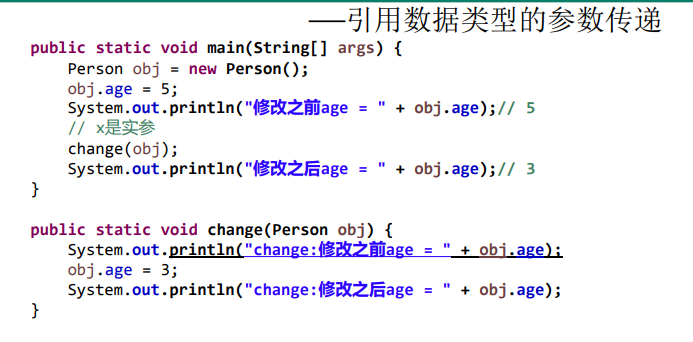 ——引用数据类型的参数传递
public static void main(String[] args) {
    Person obj = new Person();
    obj.age = 5;
    System.out.println("修改之前age = " + obj.age);// 5
    // x是实参
    change(obj);
    System.out.println("修改之后age = " + obj.age);// 3
}
public static void change(Person obj) {
    System.out.println("change:修改之前age = " + obj.age);
    obj.age = 3;
    System.out.println("change:修改之后age = " + obj.age);
}